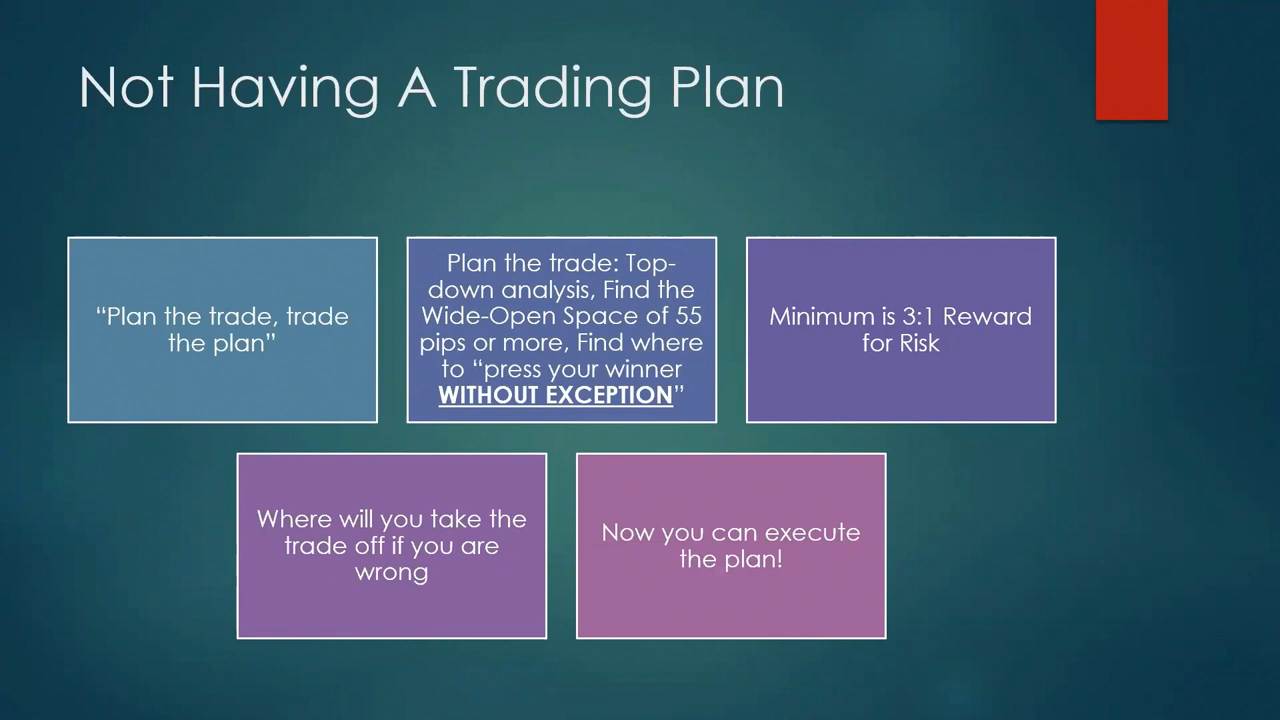 Not Having A Trading Plan
“Plan the trade, trade
the plan”
Plan the trade: Top-
down analysis, Find the
Wide-Open Space of 55
pips or more, Find where
to “press your winner
WITHOUT EXCEPTION”
Minimum is 3:1 Reward
for Risk
Where will you take the
trade off if you are
wrong
Now you can execute
the plan!